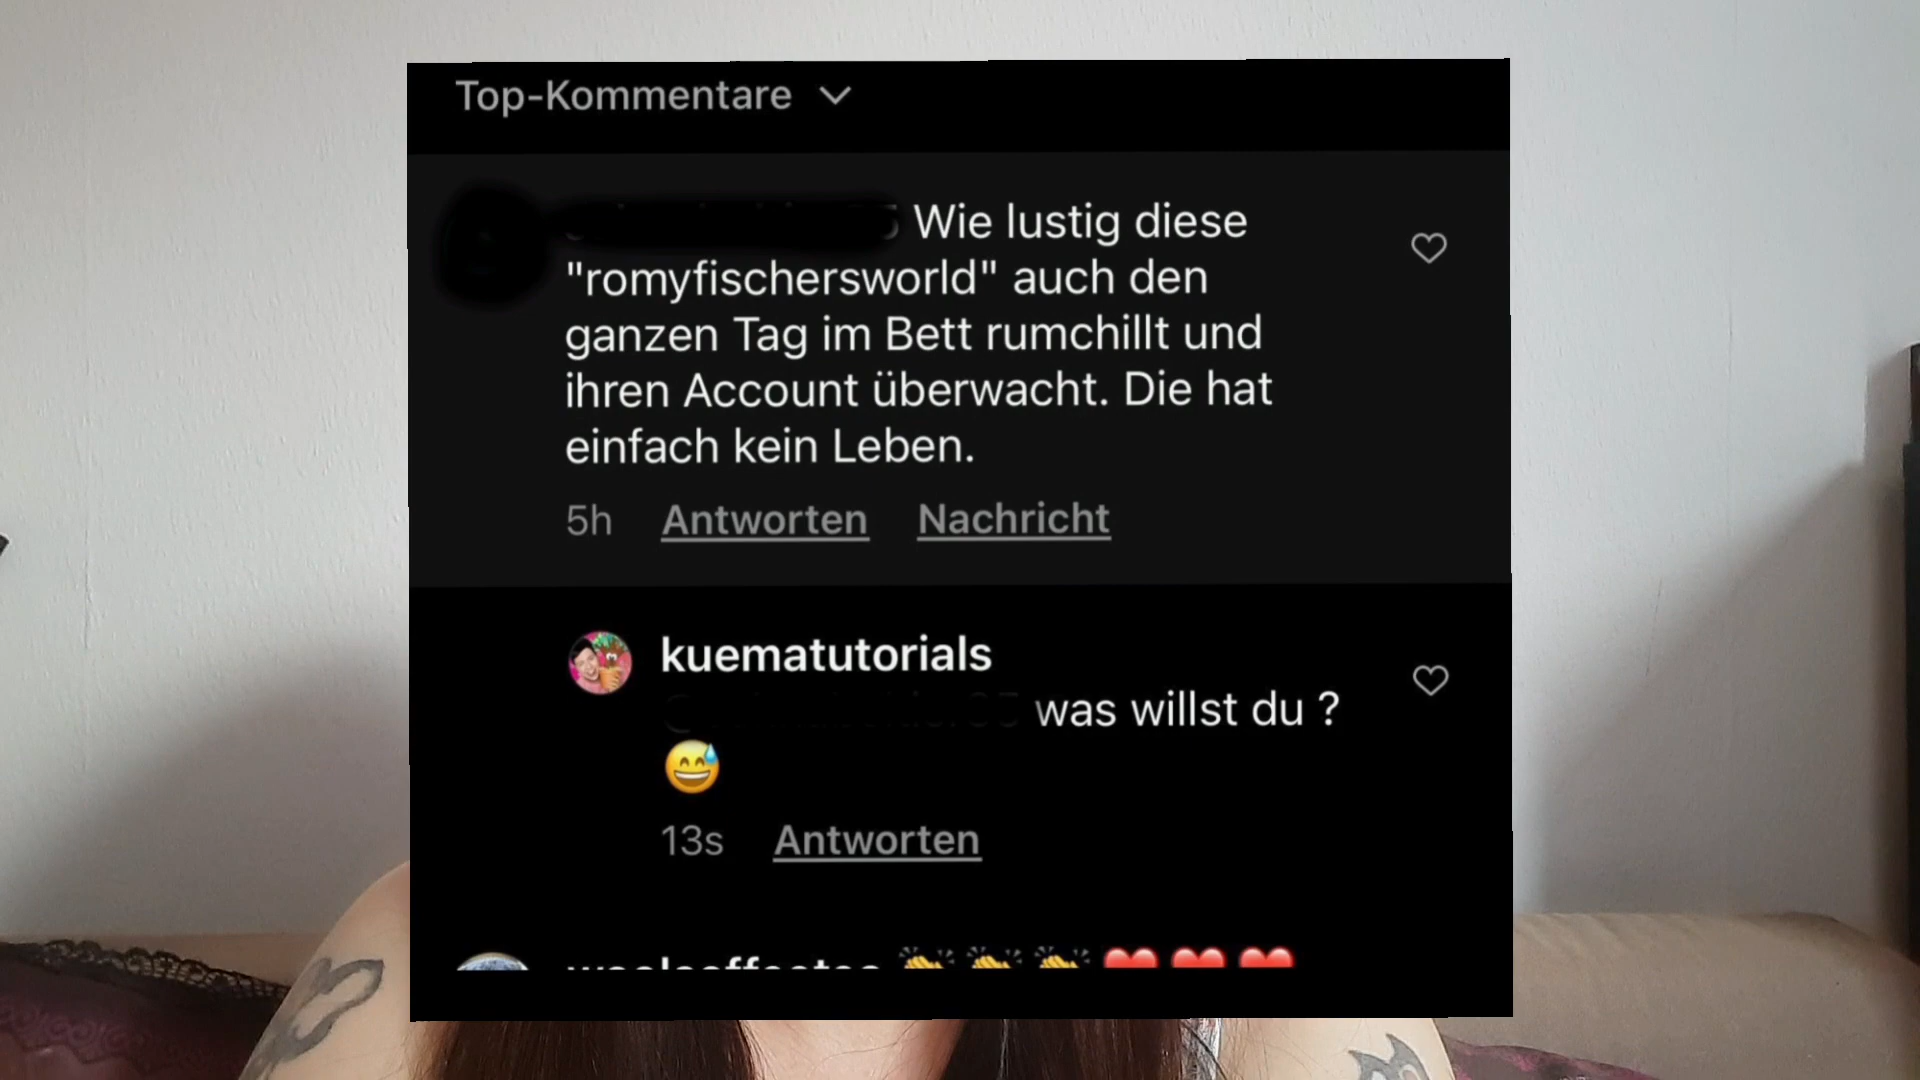 Top-Kommentare
Wie lustig diese
"romyfischersworld" auch den
ganzen Tag im Bett rumchillt und
ihren Account überwacht. Die hat
einfach kein Leben.
5h Antworten Nachricht
kuematutorials
was willst du ?
😅
13s Antworten
👏👏👏❤️❤️❤️